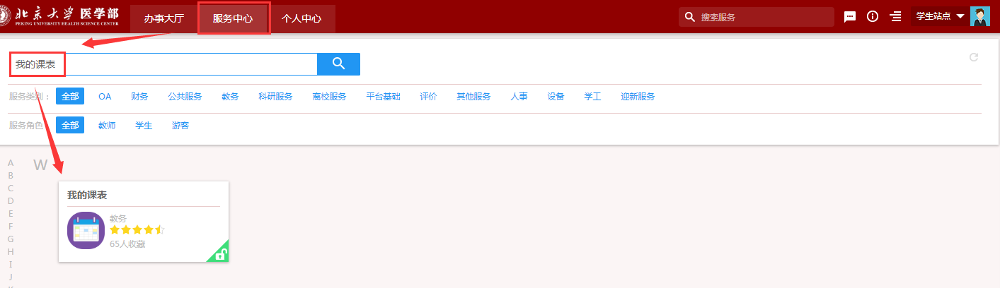 北京大学医学部
PEKING UNIVERSITY HEALTH SCIENCE CENTER
办事大厅 服务中心 个人中心 搜索服务 学生站点
我的课表
服务类别： 全部 OA 财务 公共服务 教务 科研服务 离校服务 平台基础 评价 其他服务 人事 设备 学工 迎新服务
服务角色 全部 教师 学生 游客
A
B
C
D
E
F
G
H
I
J
W
我的课表
教务
65人收藏